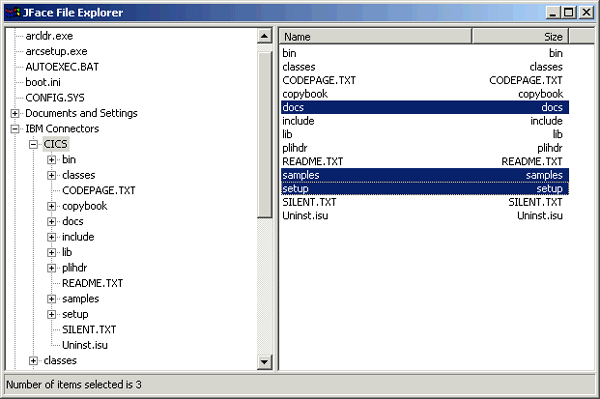 JFace File Explorer
arcldr.exe
arcsetup.exe
AUTOEXEC.BAT
boot.ini
CONFIG.SYS
Documents and Settings
IBM Connectors
CICS
bin
classes
CODEPAGE.TXT
copybook
docs
include
lib
plihdr
README.TXT
samples
setup
SILENT.TXT
Uninst.isu
classes
Name Size
bin bin
classes classes
CODEPAGE.TXT CODEPAGE.TXT
copybook copybook
docs docs
include include
lib lib
plihdr plihdr
README.TXT README.TXT
samples samples
setup setup
SILENT.TXT SILENT.TXT
Uninst.isu Uninst.isu
Number of items selected is 3